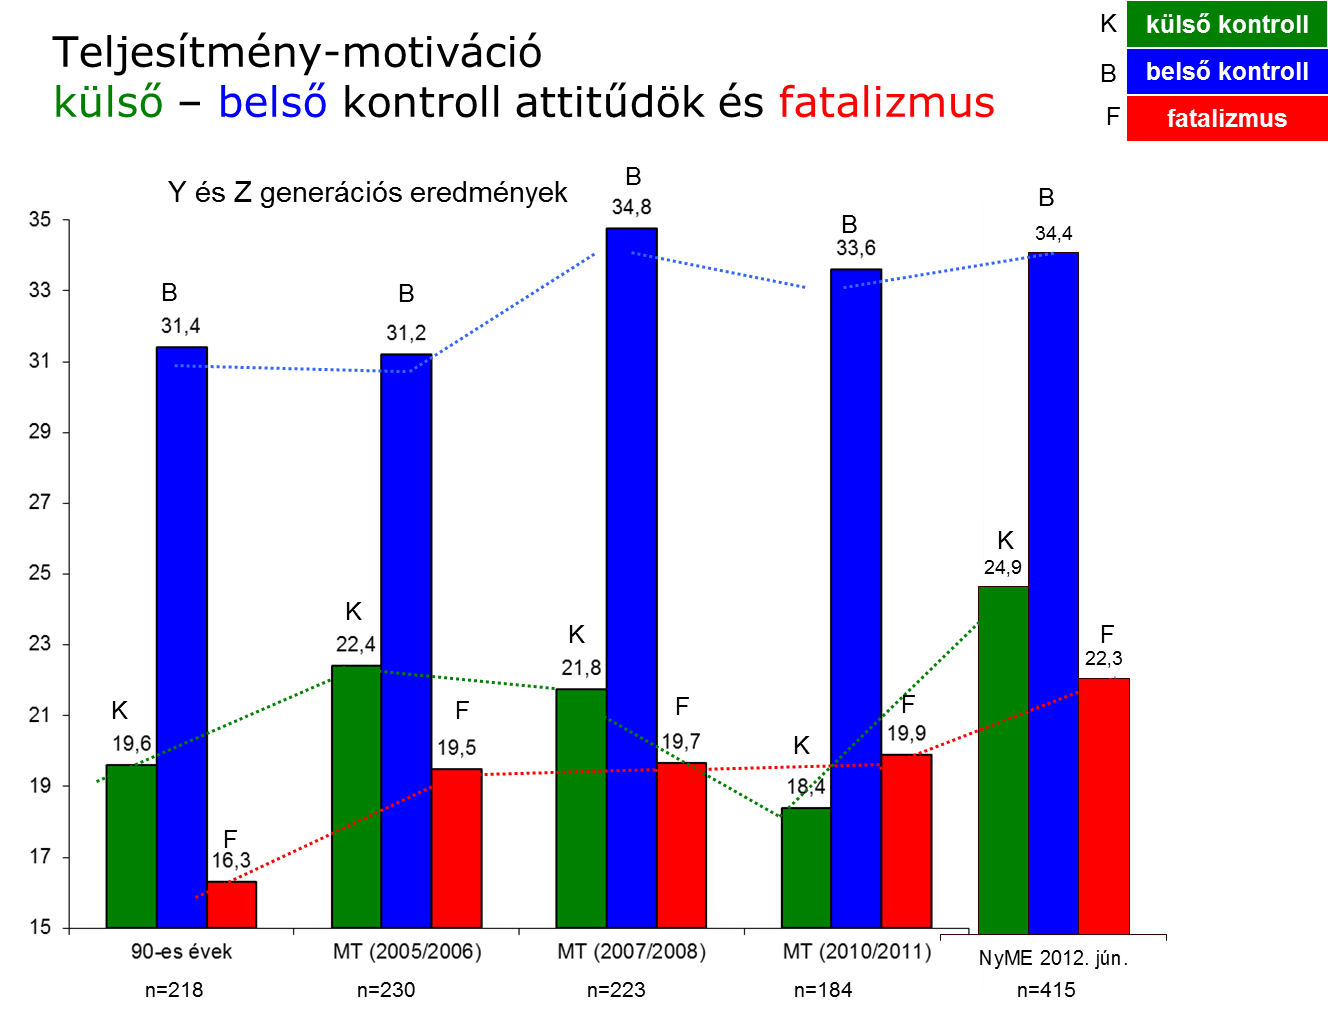 Teljesítmény-motiváció
külső – belső kontroll attitűdök és fatalizmus
K külső kontroll
B belső kontroll
F fatalizmus
Y és Z generációs eredmények
35
33
31
29
27
25
23
21
19
17
15
K
19,6
B
31,4
F
16,3
K
22,4
B
31,2
F
19,5
K
21,8
B
34,8
F
19,7
K
18,4
B
33,6
F
19,9
K
24,9
B
34,4
F
22,3
90-es évek
MT (2005/2006)
MT (2007/2008)
MT (2010/2011)
NyME 2012. jún.
n=218
n=230
n=223
n=184
n=415